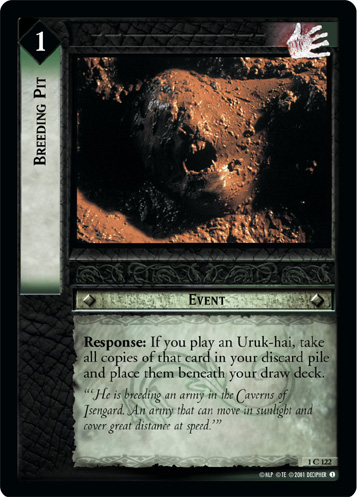 1
BREEDING PIT
EVENT
Response: If you play an Uruk-hai, take
all copies of that card in your discard pile
and place them beneath your draw deck.
“‘He is breeding an army in the Caverns of
Isengard. An army that can move in sunlight and
cover great distance at speed.’”
1 C 122
©NLP ™©TE ©2001 DECIPHER